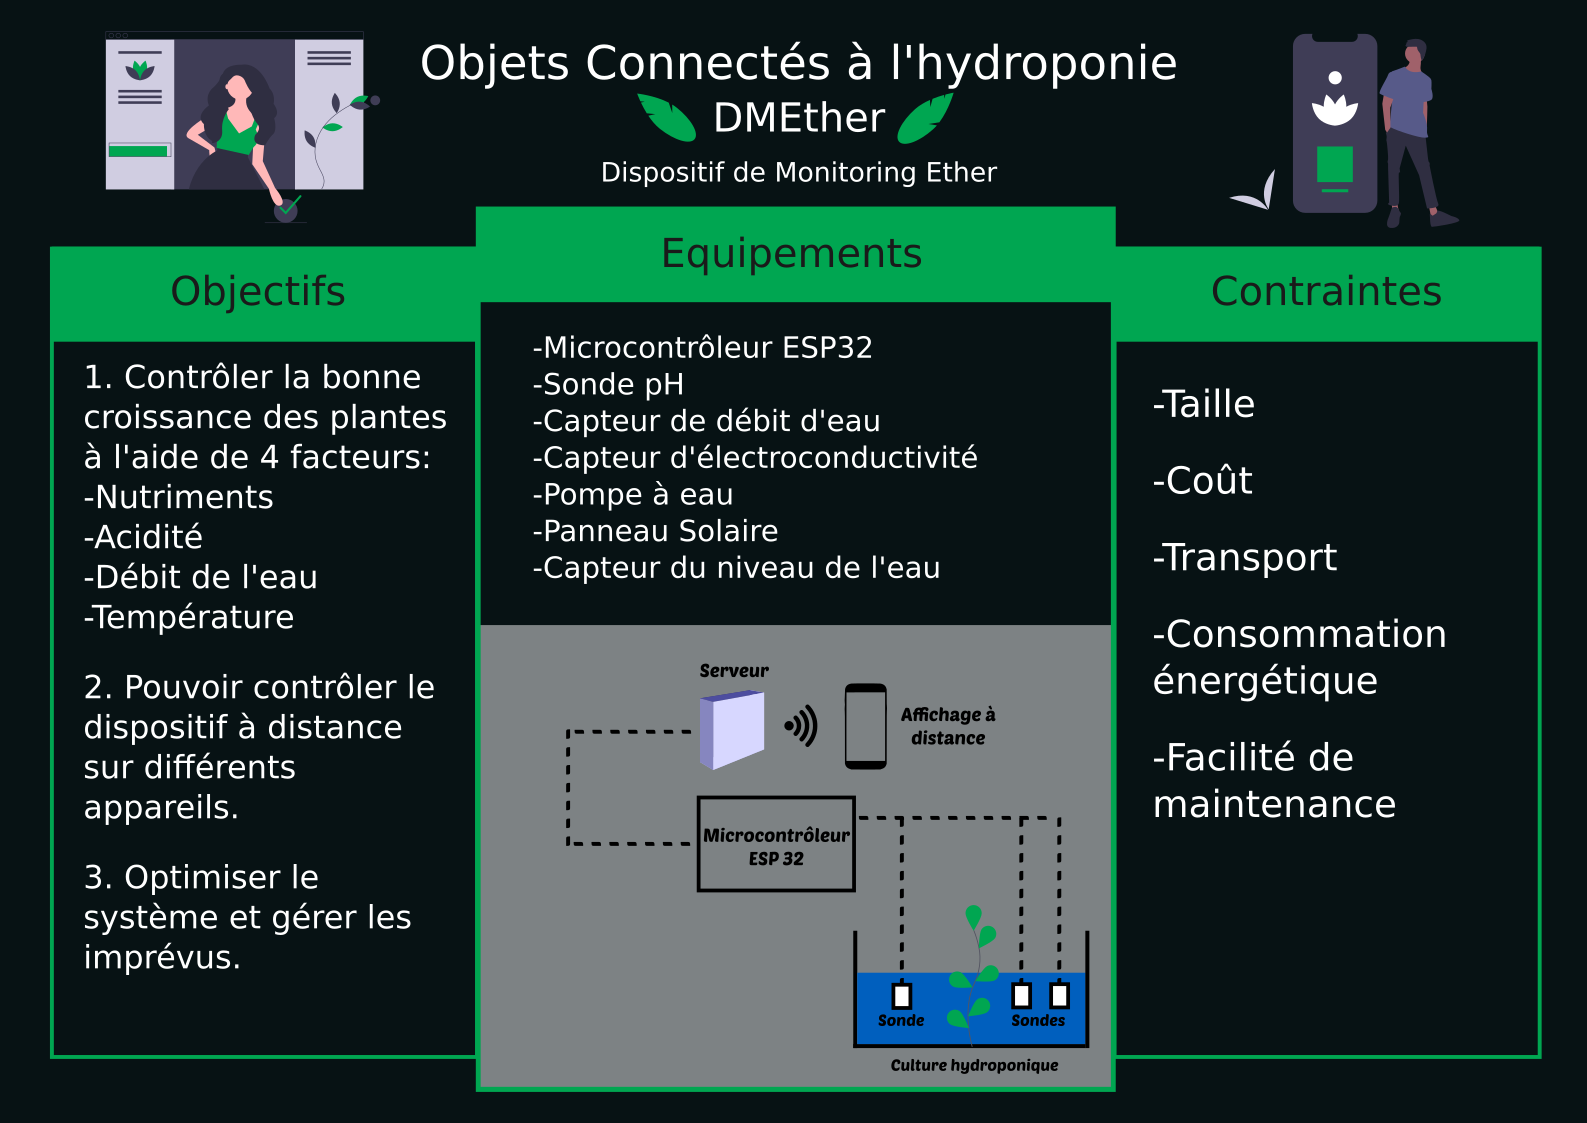 Objets Connectés à l'hydroponie
DMEther
Dispositif de Monitoring Ether
Objectifs
1. Contrôler la bonne
croissance des plantes
à l'aide de 4 facteurs:
-Nutriments
-Acidité
-Débit de l'eau
-Température
2. Pouvoir contrôler le
dispositif à distance
sur différents
appareils.
3. Optimiser le
système et gérer les
imprévus.
Equipements
-Microcontrôleur ESP32
-Sonde pH
-Capteur de débit d'eau
-Capteur d'électroconductivité
-Pompe à eau
-Panneau Solaire
-Capteur du niveau de l'eau
Serveur
Affichage à
distance
Microcontrôleur
ESP 32
Sonde
Sondes
Culture hydroponique
Contraintes
-Taille
-Coût
-Transport
-Consommation
énergétique
-Facilité de
maintenance